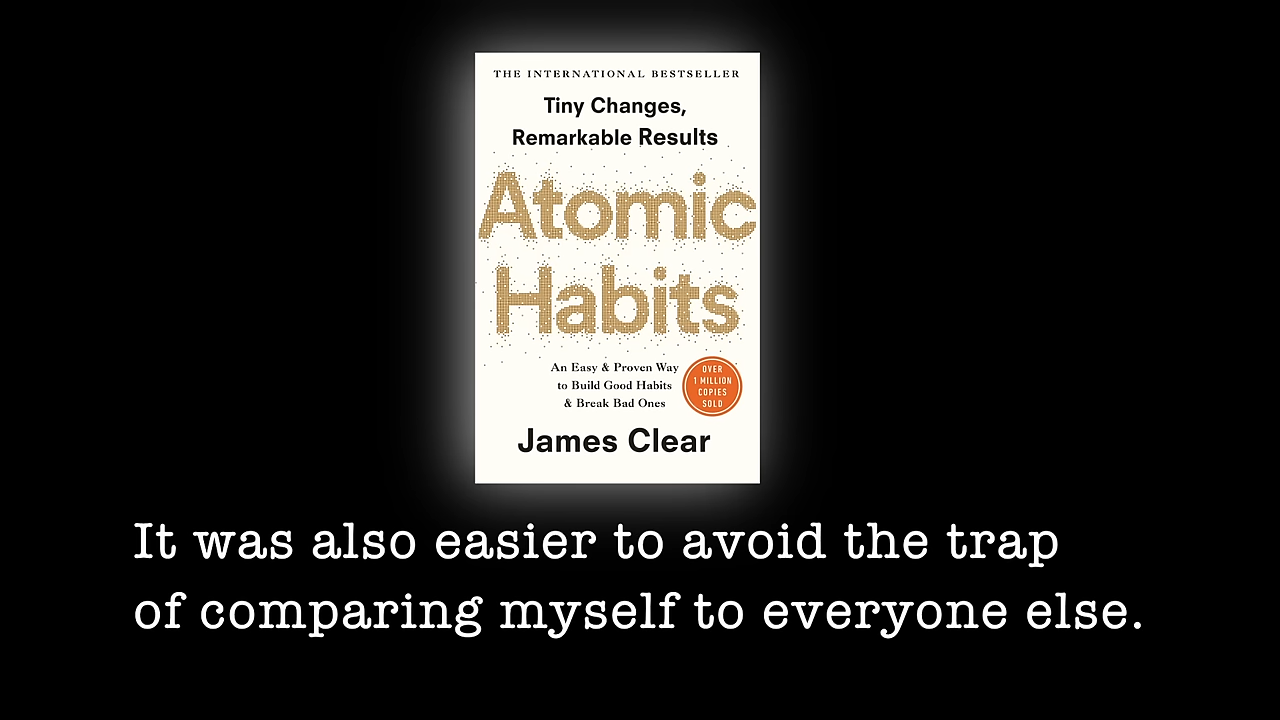 THE INTERNATIONAL BESTSELLER
Tiny Changes,
Remarkable Results
Atomic
Habits
An Easy & Proven Way
to Build Good Habits
& Break Bad Ones
OVER
1 MILLION
COPIES
SOLD
James Clear
It was also easier to avoid the trap
of comparing myself to everyone else.